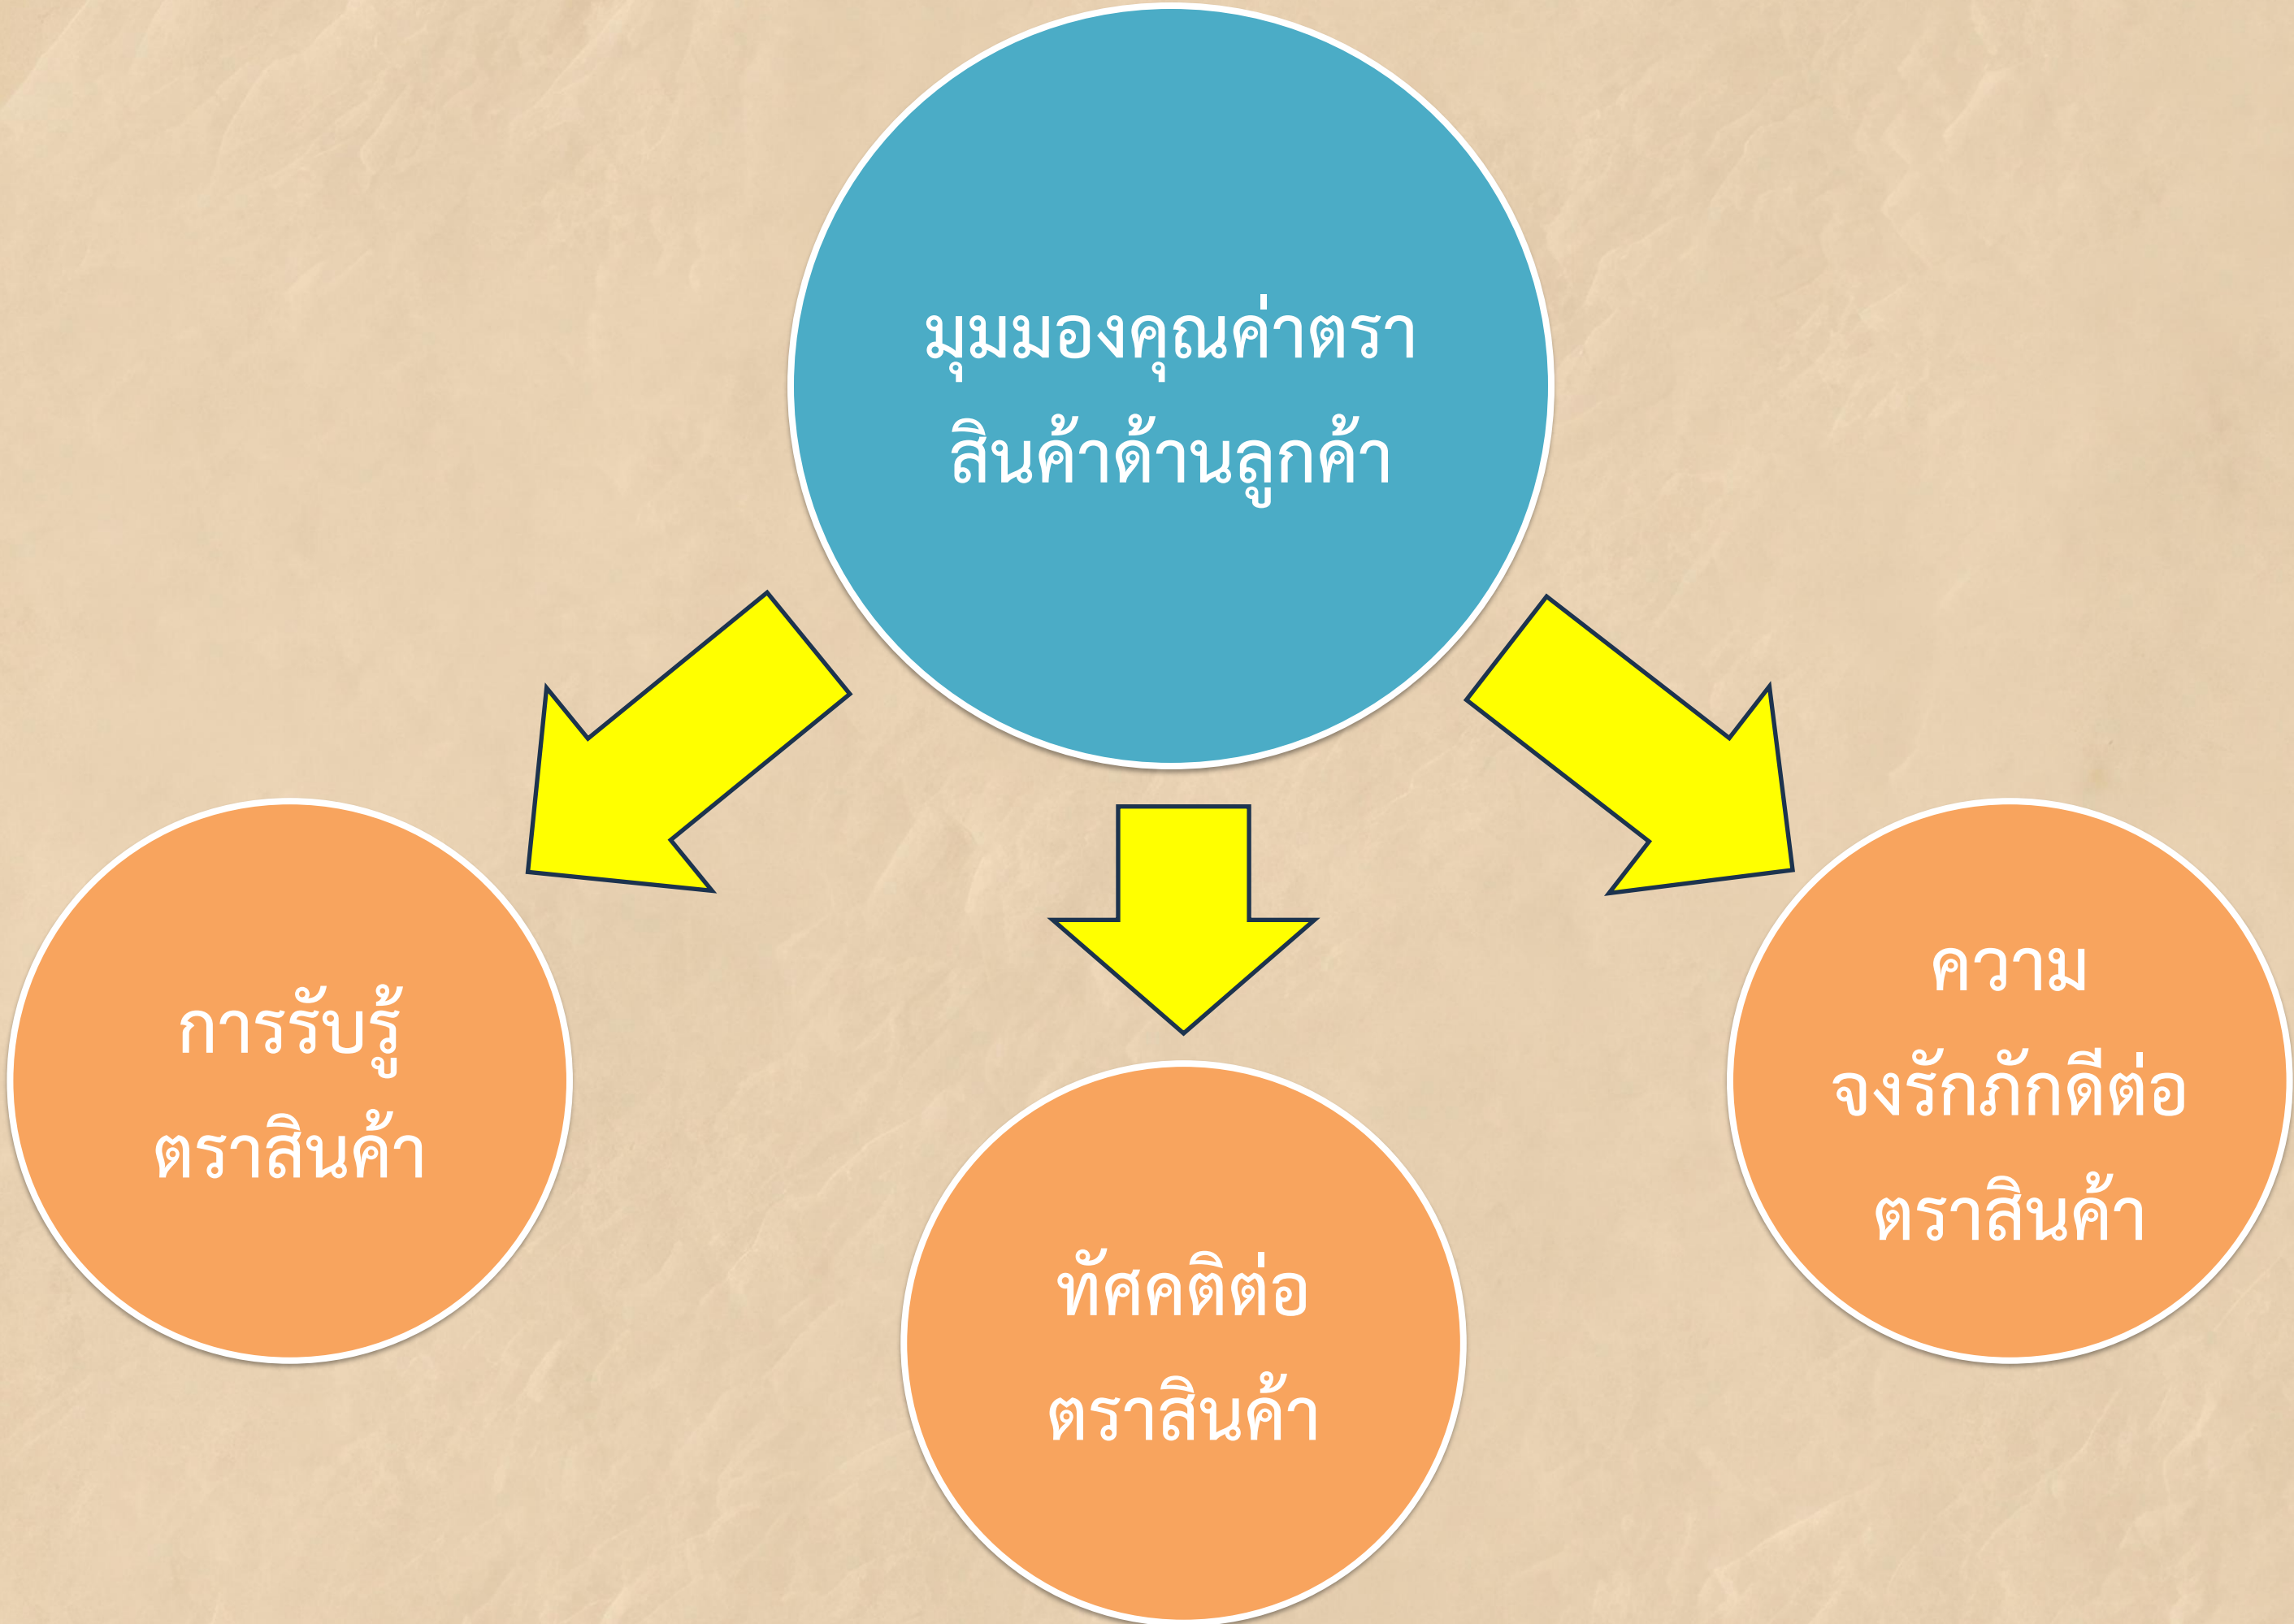 มุมมองคุณค่าตรา
สินค้าด้านลูกค้า
การรับรู้
ตราสินค้า
ทัศคติต่อ
ตราสินค้า
ความ
จงรักภักดีต่อ
ตราสินค้า